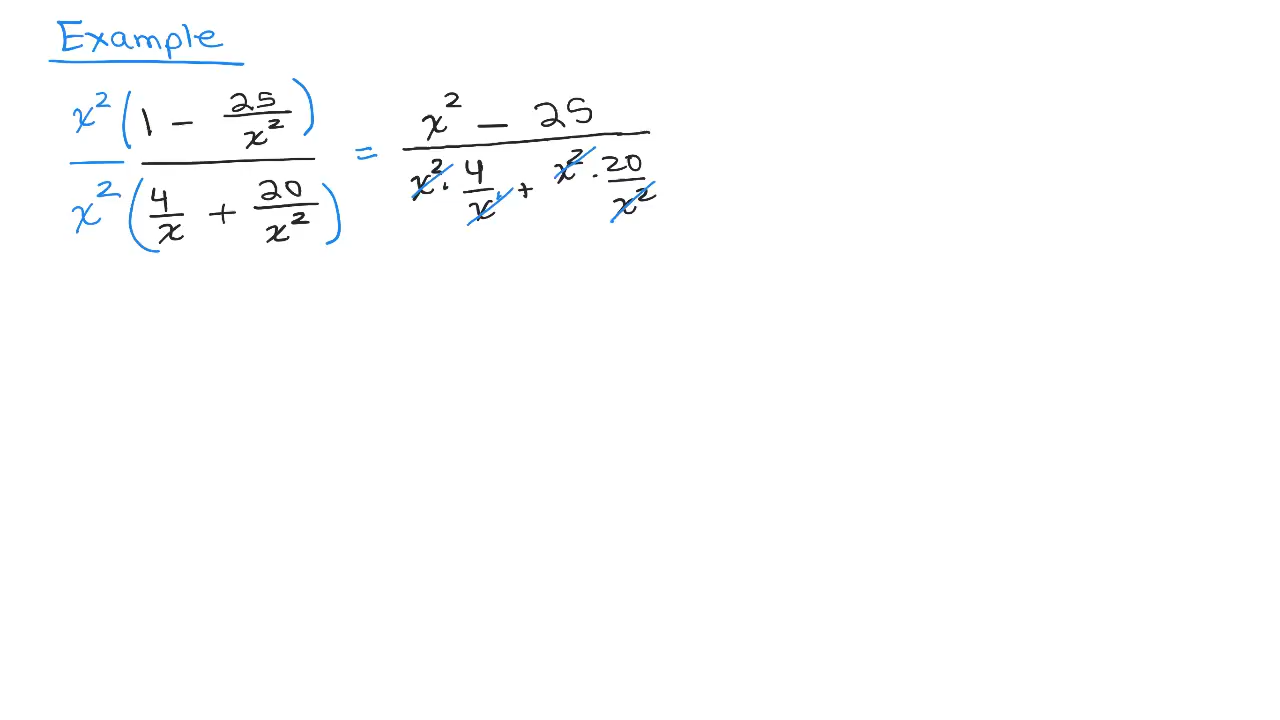 Example
x²(1 - 25/x²) / x²(4/x + 20/x²) = (x² - 25) / (x² · 4/x + x² · 20/x²)